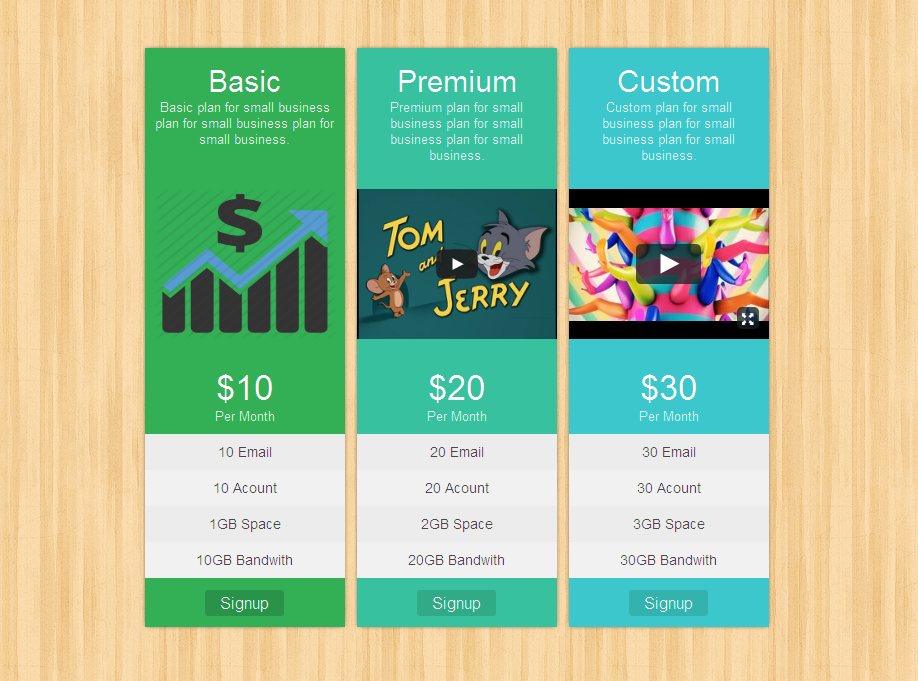 Basic
Basic plan for small business
plan for small business plan for
small business.
$
$10
Per Month
10 Email
10 Acount
1GB Space
10GB Bandwith
Signup
Premium
Premium plan for small
business plan for small
business plan for small
business.
TOM
and
JERRY
$20
Per Month
20 Email
20 Acount
2GB Space
20GB Bandwith
Signup
Custom
Custom plan for small
business plan for small
business plan for small
business.
$30
Per Month
30 Email
30 Acount
3GB Space
30GB Bandwith
Signup